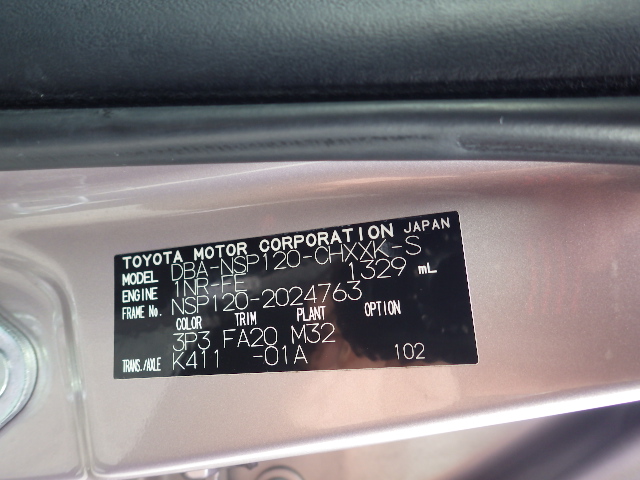 TOYOTA MOTOR CORPORATION JAPAN
MODEL DBA-NSP120-CHXXK-S
ENGINE 1NR-FE 1329 mL
FRAME No. NSP120-2024763
COLOR TRIM PLANT OPTION
3P3 FA20 M32
TRANS./AXLE K411 -01A 102